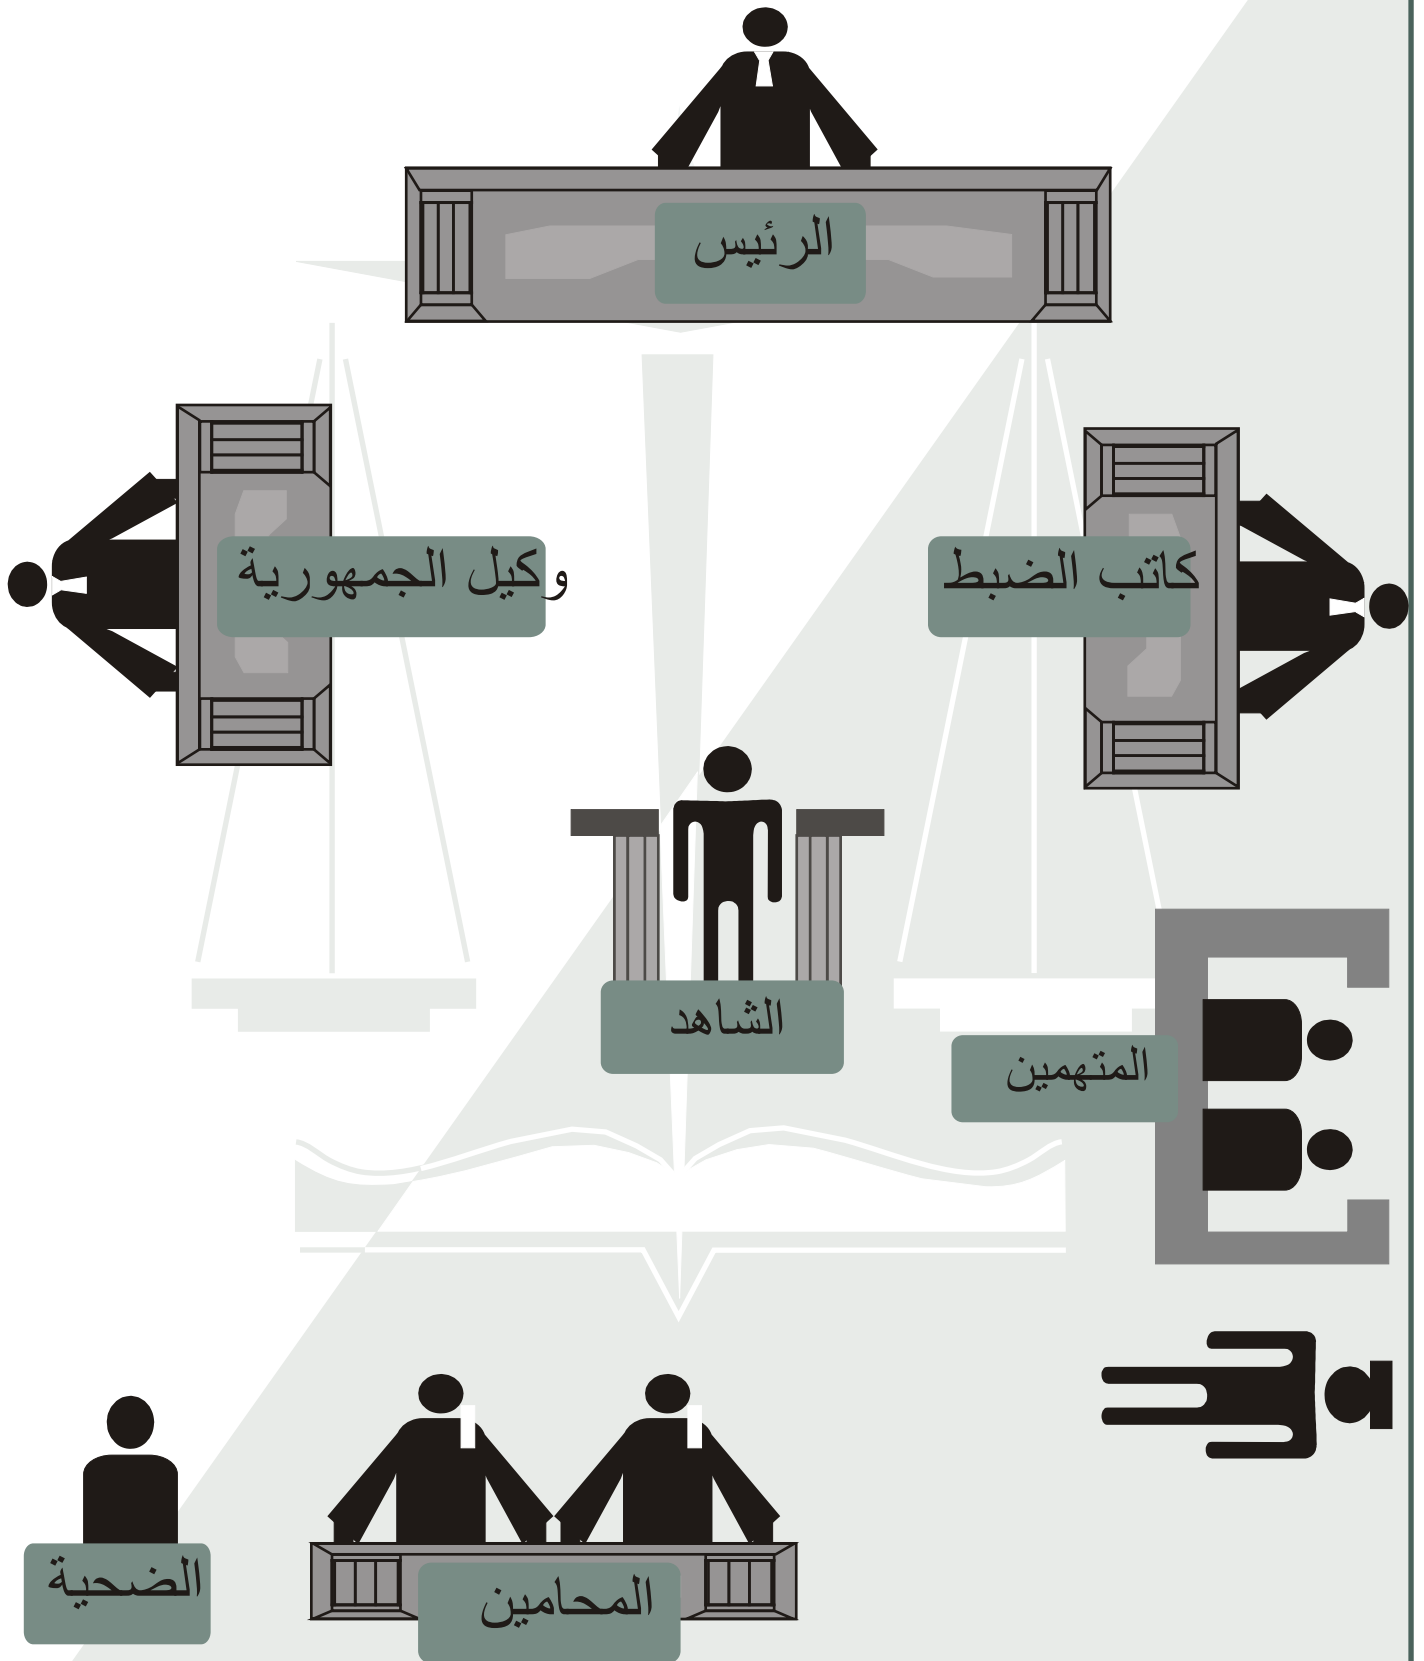 الرئيس
كاتب الضبط
وكيل الجمهورية
الشاهد
المتهمين
المحامين
الضحية